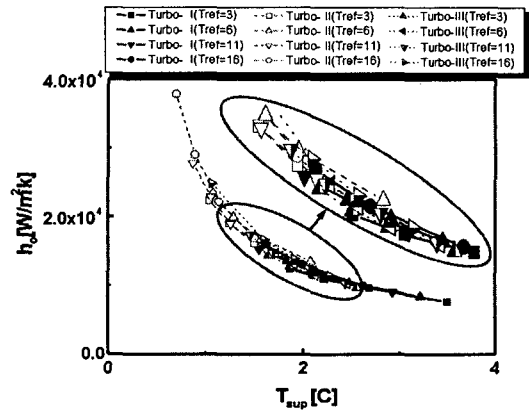 Turbo- I(Tref=3) Turbo- II(Tref=3) Turbo-III(Tref=3)
Turbo- I(Tref=6) Turbo- II(Tref=6) Turbo-III(Tref=6)
Turbo- I(Tref=11) Turbo- II(Tref=11) Turbo-III(Tref=11)
Turbo- I(Tref=16) Turbo- II(Tref=16) Turbo-III(Tref=16)
4.0x10⁴
2.0x10⁴
0.0
hₒ[W/m²k]
0 2 4
Tsup [C]